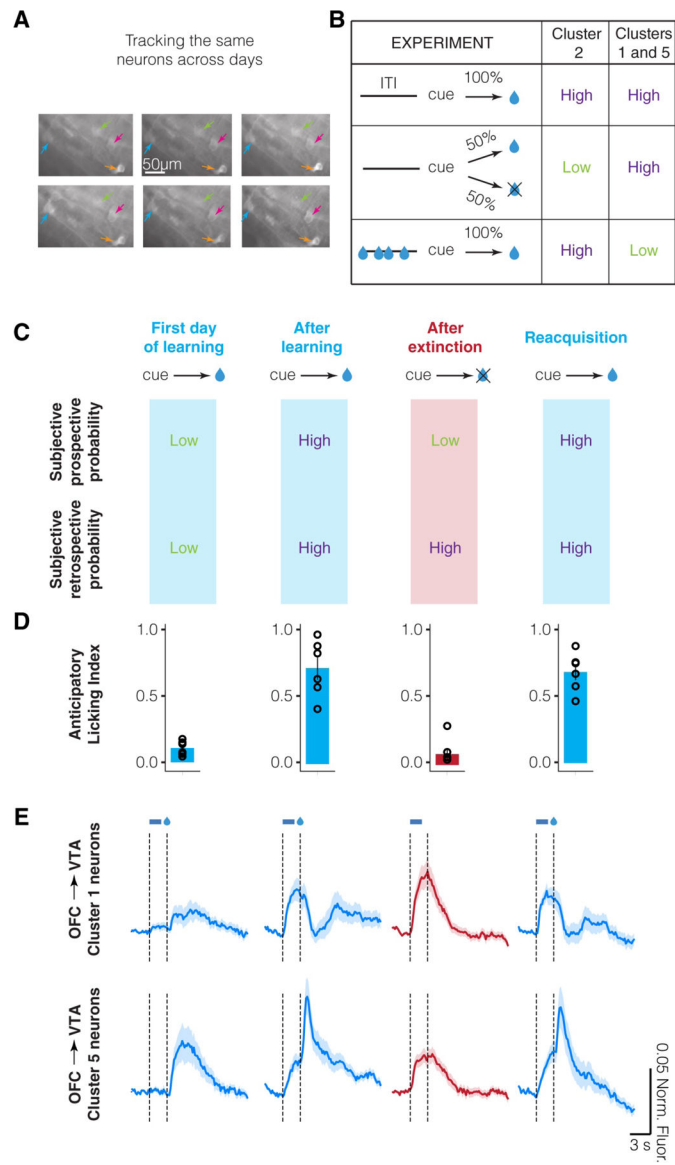 A
Tracking the same
neurons across days
50µm
B
EXPERIMENT
Cluster
2
Clusters
1 and 5
ITI
cue
100%
High
High
cue
50%
50%
Low
High
cue
100%
High
Low
C
First day
of learning
After
learning
After
extinction
Reacquisition
cue
cue
cue
cue
Subjective
prospective
probability
Low
High
Low
High
Subjective
retrospective
probability
Low
High
High
High
D
Anticipatory
Licking Index
1.0
0.5
0.0
1.0
0.5
0.0
1.0
0.5
0.0
1.0
0.5
0.0
E
OFC → VTA
Cluster 1 neurons
OFC → VTA
Cluster 5 neurons
0.05 Norm. Fluor.
3 s